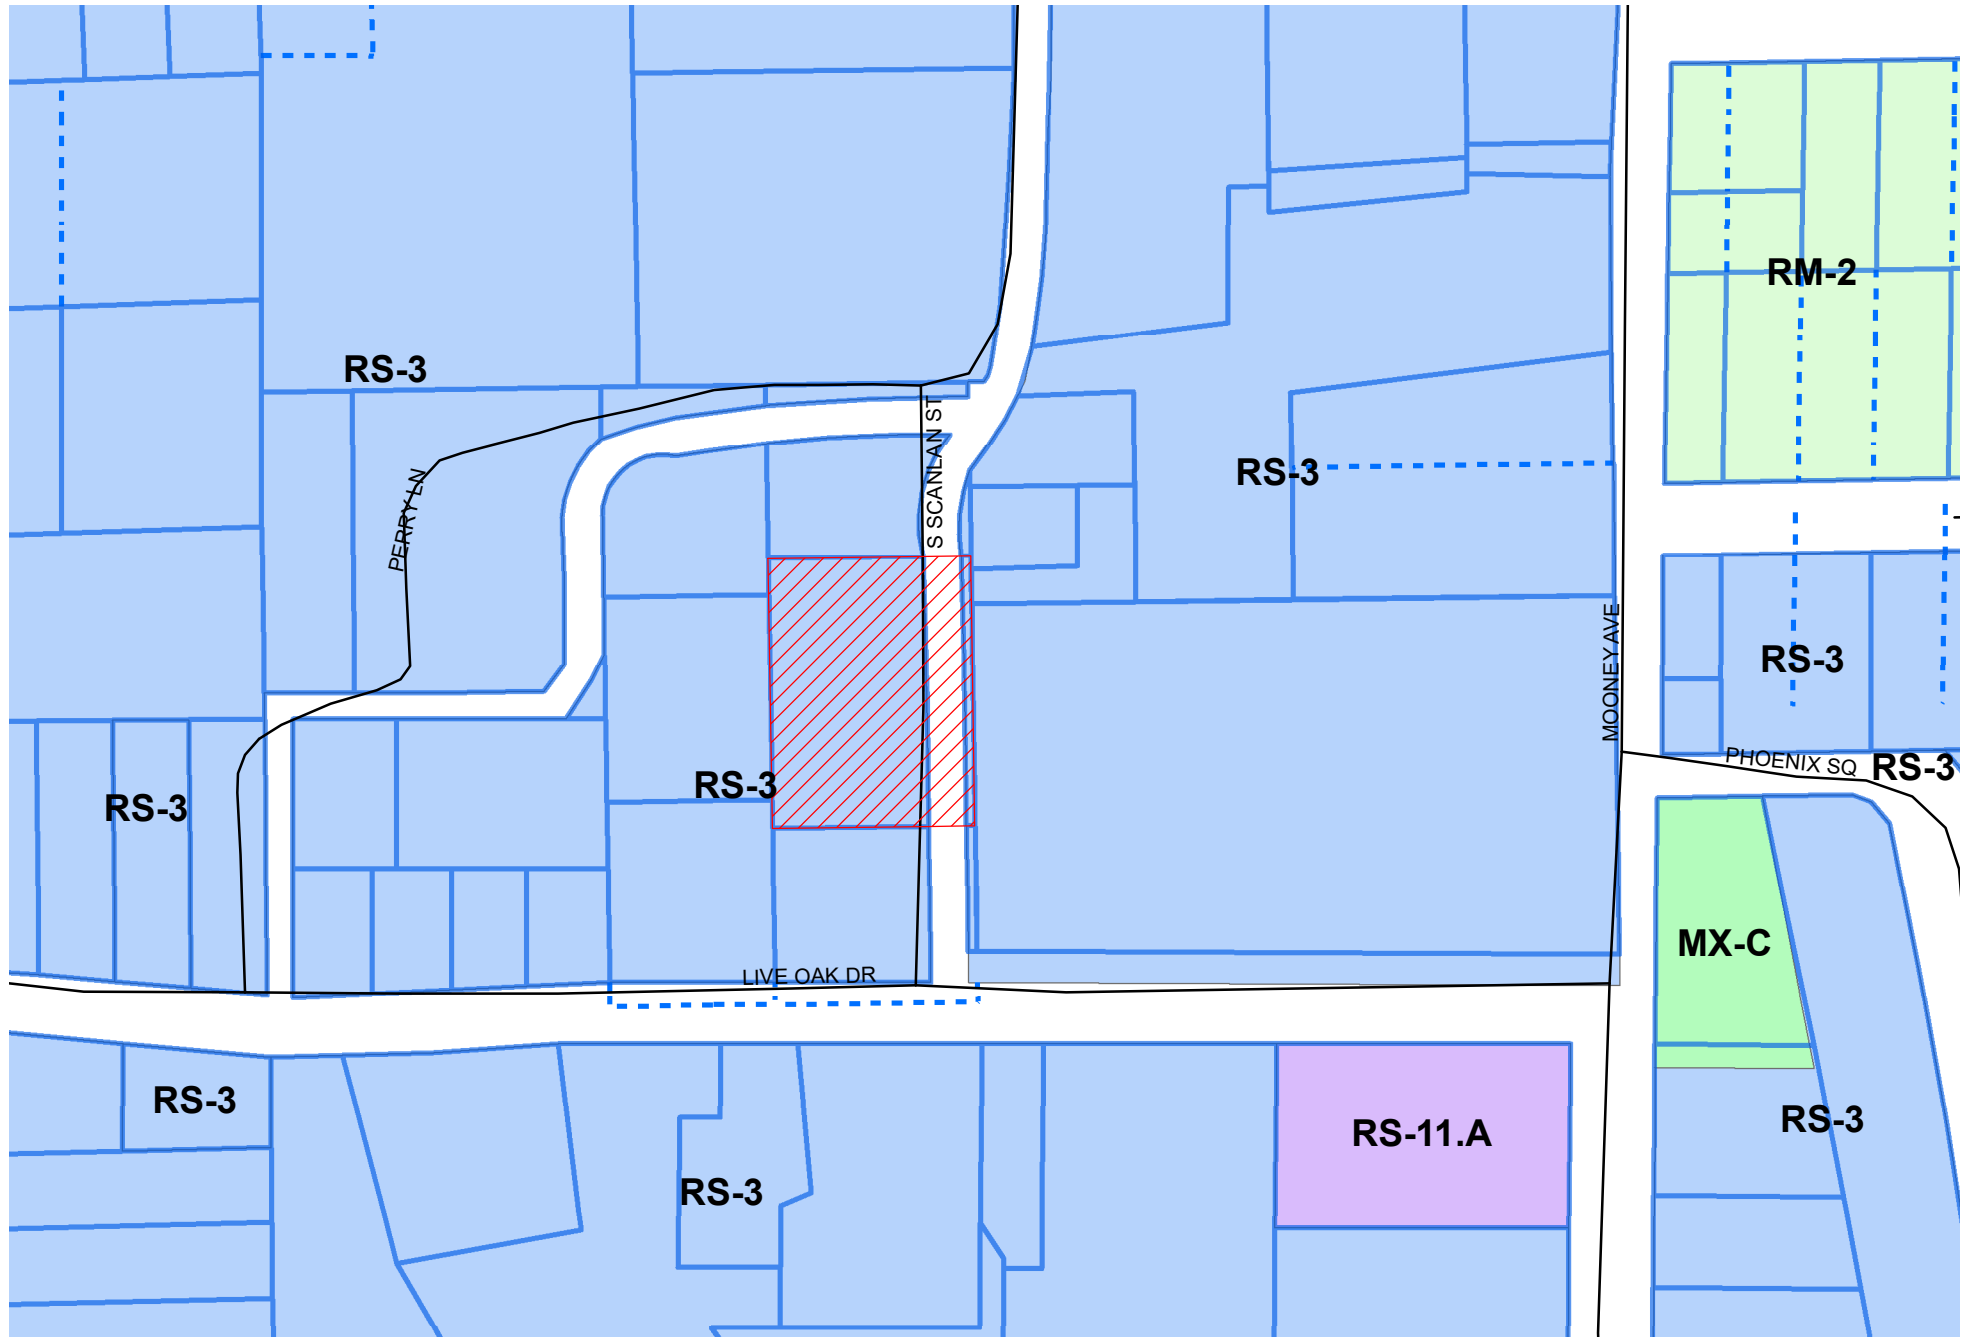 RM-2
RS-3
S SCANLAN ST
RS-3
PERRY LN
RS-3
MOONEY AVE
PHOENIX SQ
RS-3
RS-3
RS-3
MX-C
LIVE OAK DR
RS-3
RS-3
RS-11.A
RS-3